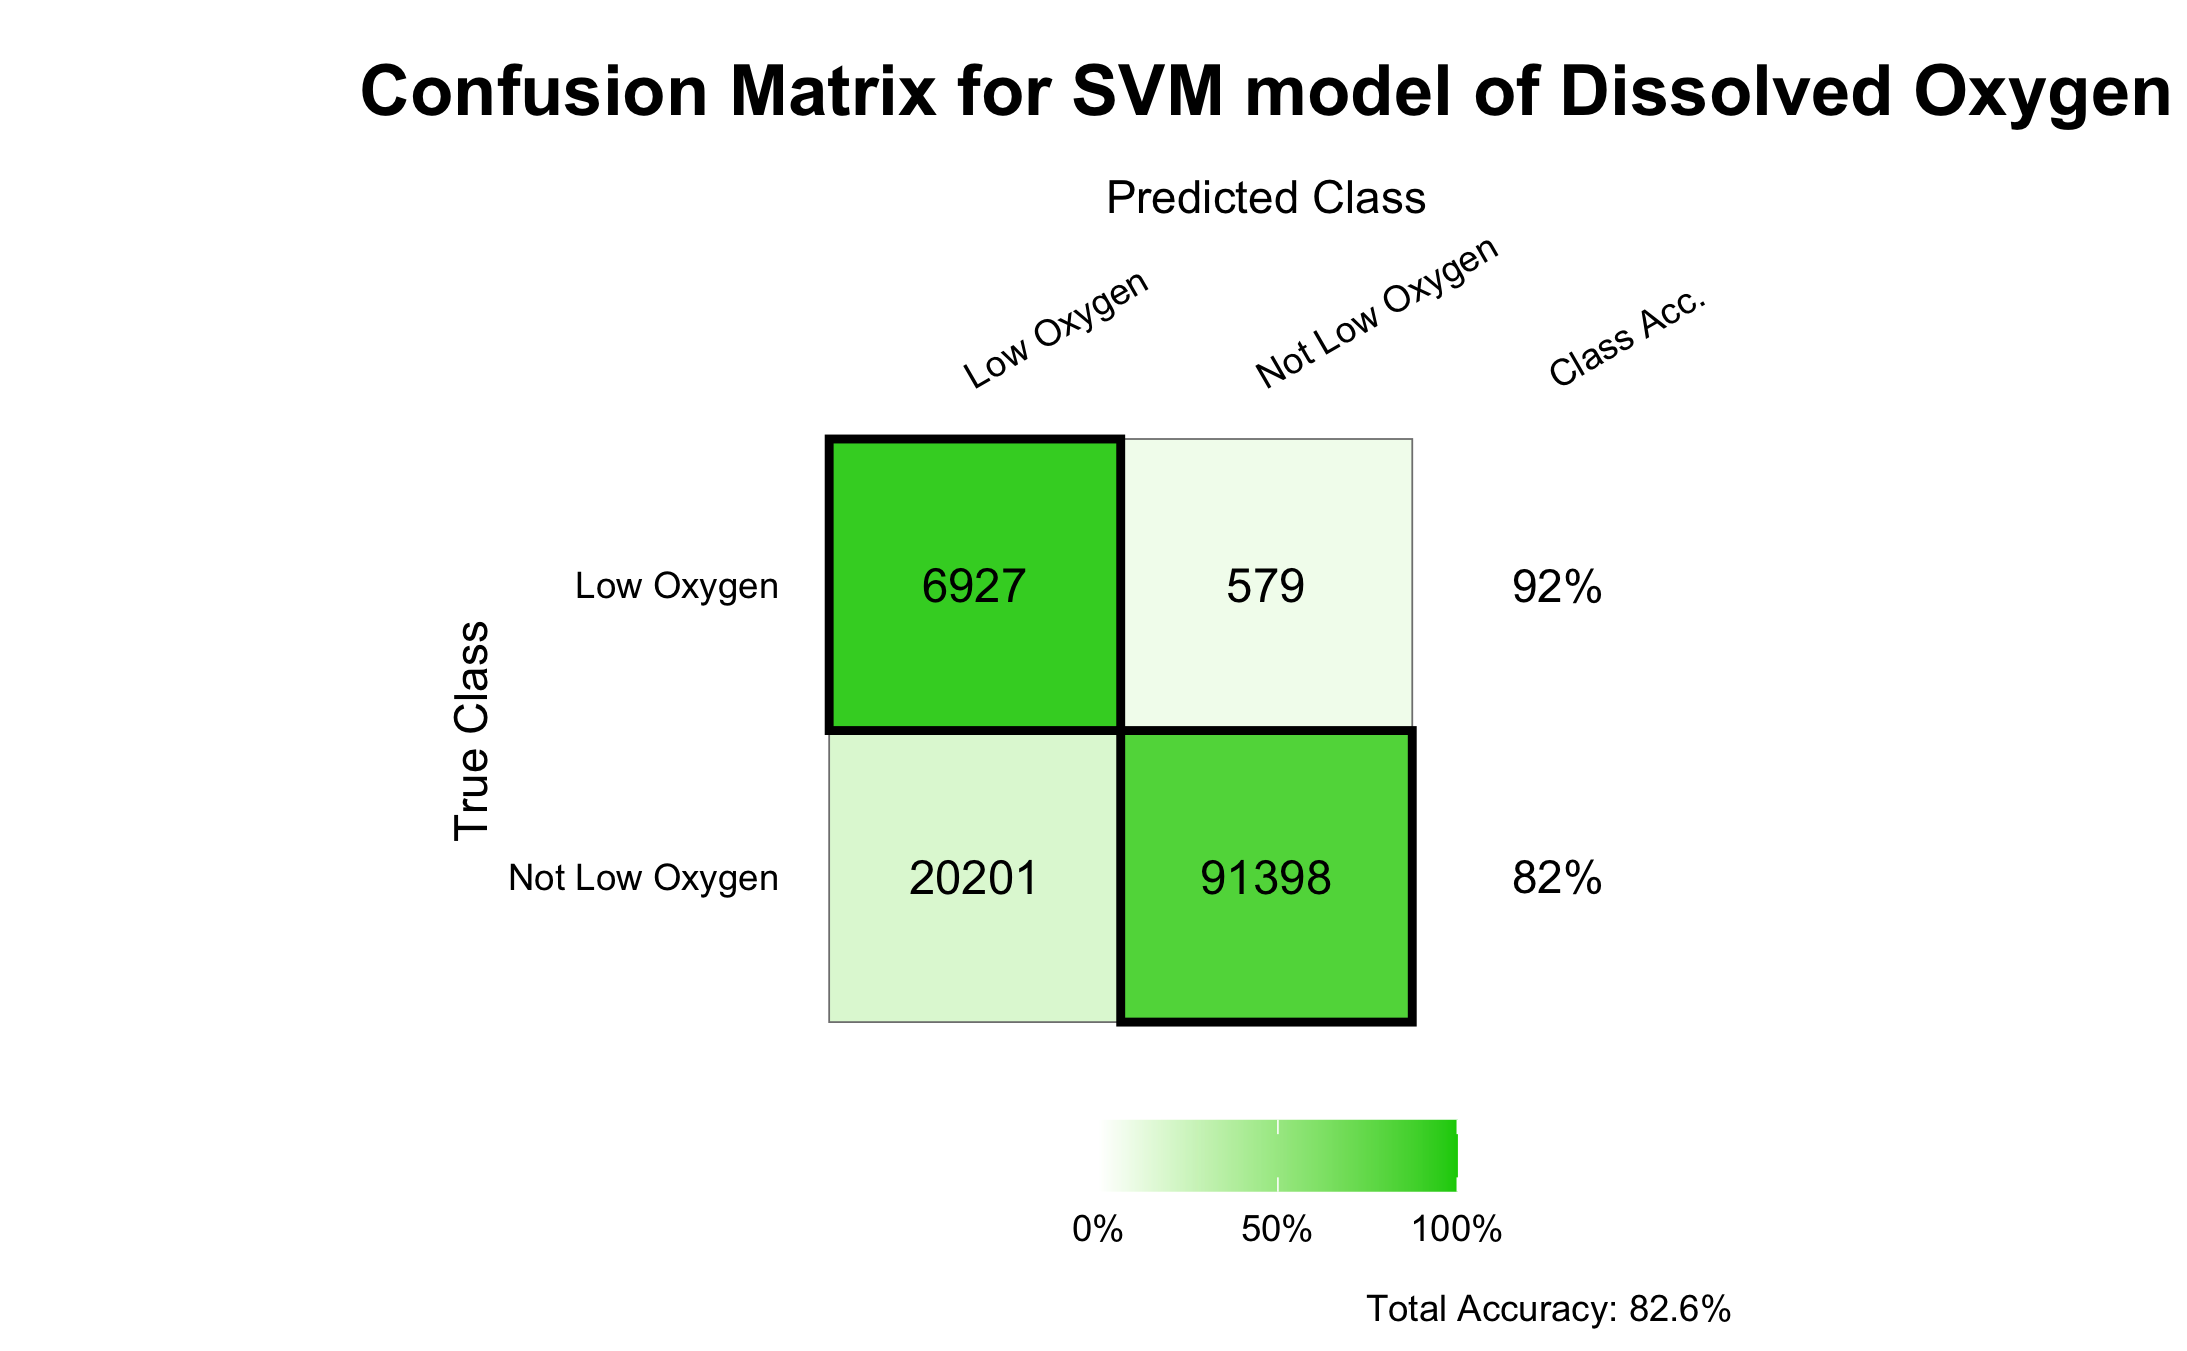 Confusion Matrix for SVM model of Dissolved Oxygen
Predicted Class
Low Oxygen
Not Low Oxygen
Class Acc.
True Class
Low Oxygen
6927
579
92%
Not Low Oxygen
20201
91398
82%
0%
50%
100%
Total Accuracy: 82.6%